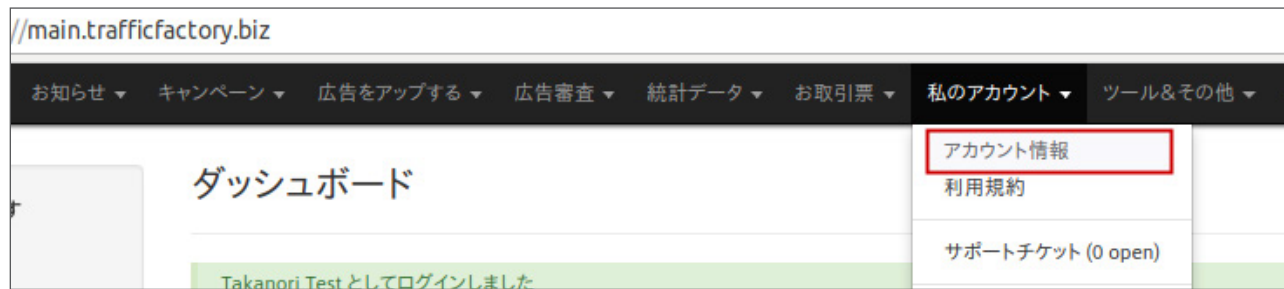 //main.trafficfactory.biz
お知らせ キャンペーン 広告をアップする 広告審査 統計データ お取引票 私のアカウント ツール&その他
アカウント情報
ダッシュボード
利用規約
す
サポートチケット (0 open)
Takanori Test としてログインしました